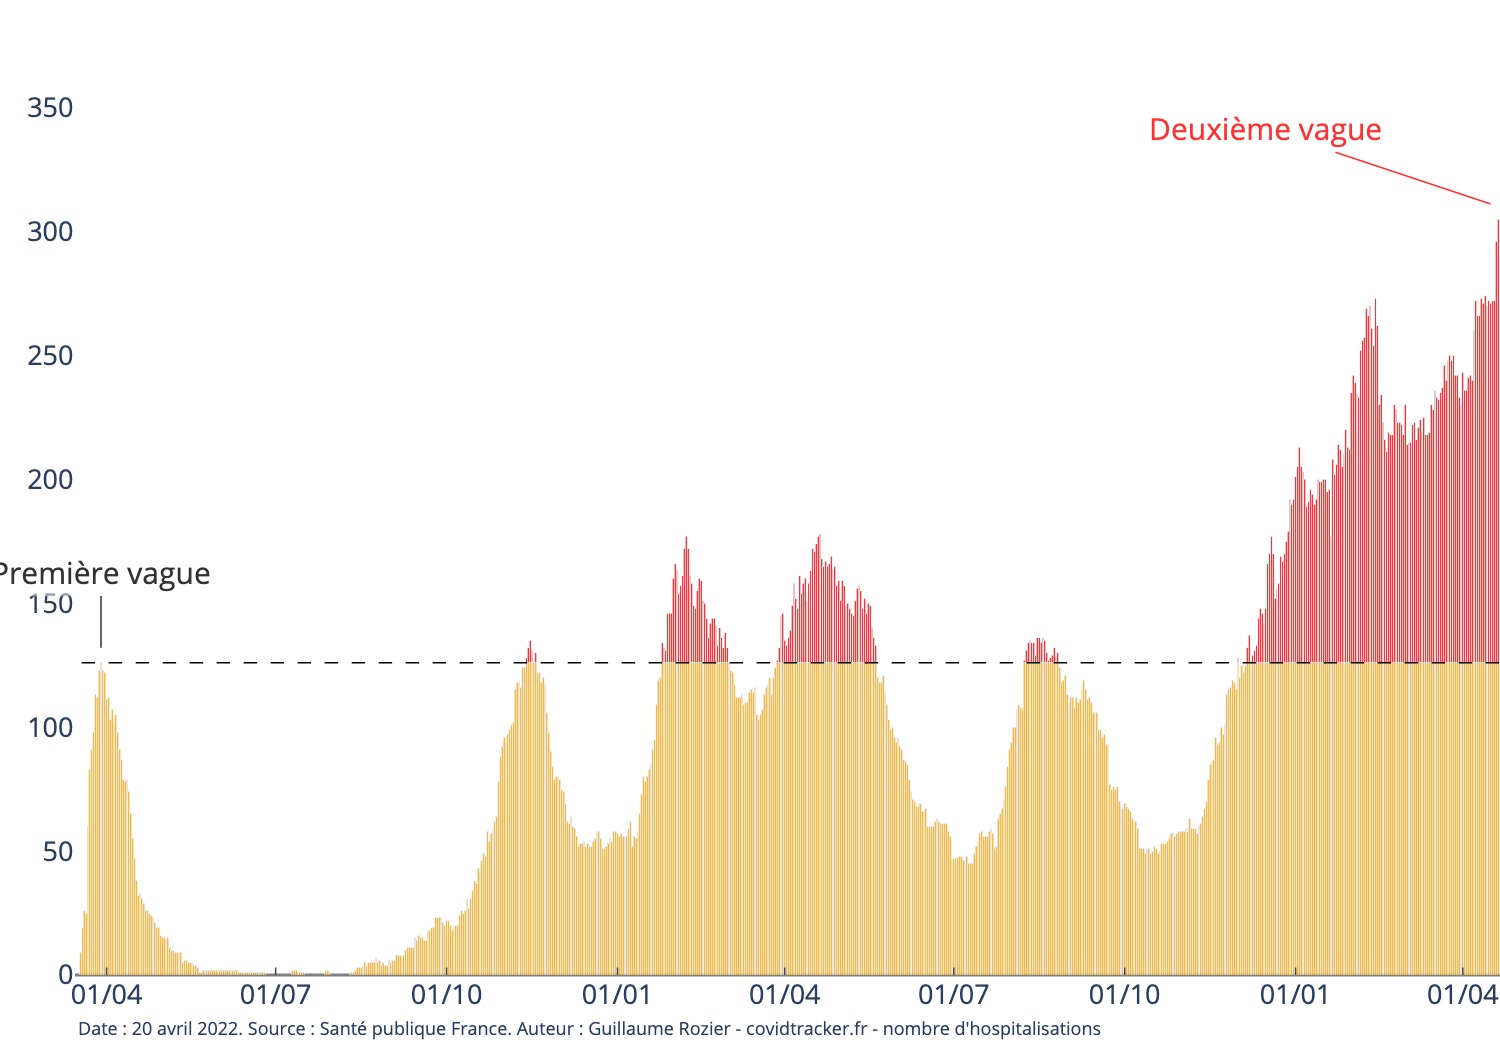 350
Deuxième vague
300
250
200
Première vague
150
100
50
0
01/04 01/07 01/10 01/01 01/04 01/07 01/10 01/01 01/04
Date : 20 avril 2022. Source : Santé publique France. Auteur : Guillaume Rozier - covidtracker.fr - nombre d'hospitalisations